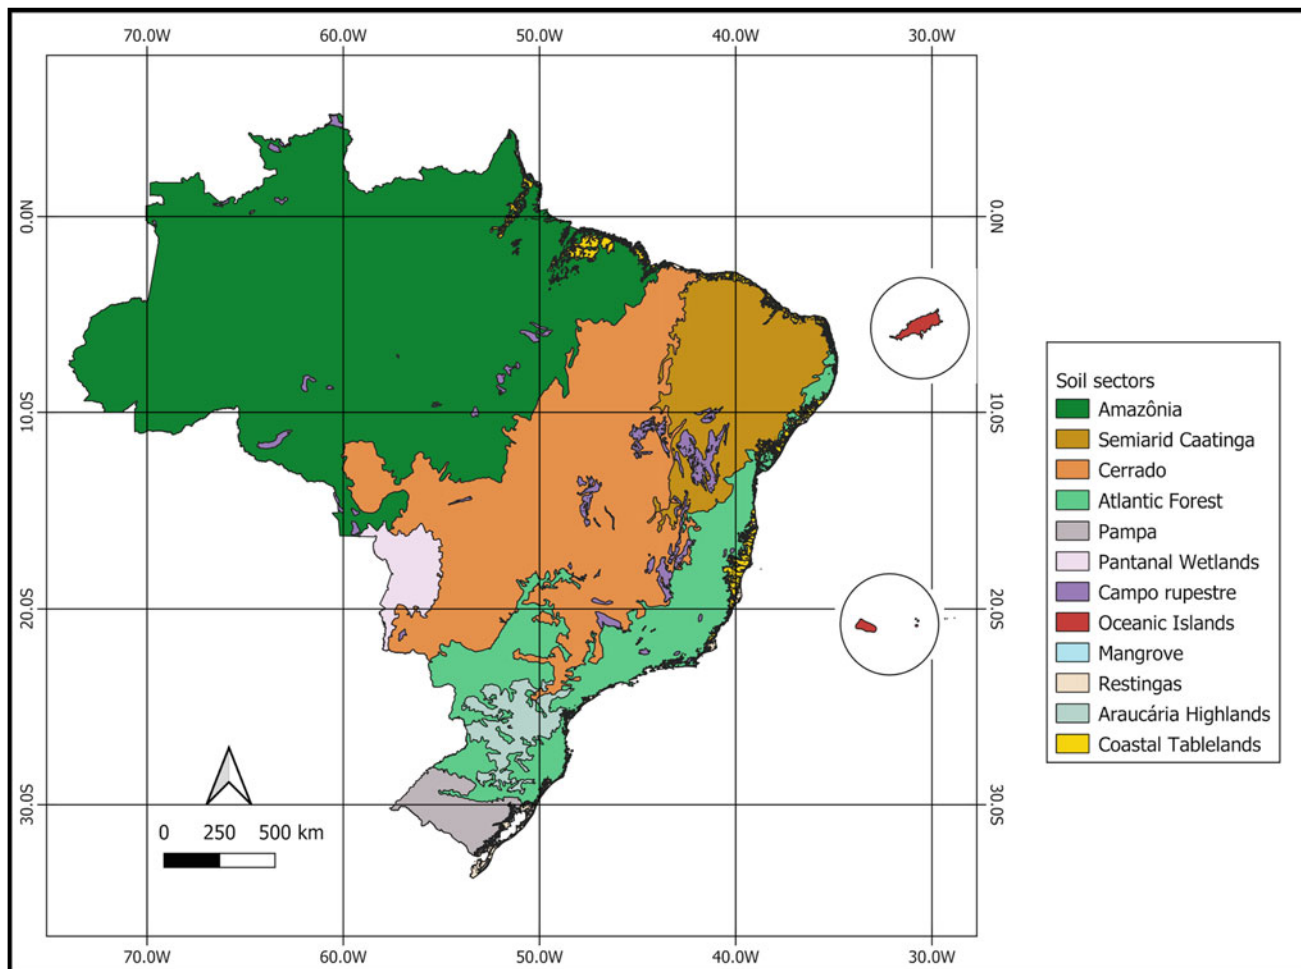 70.0W 60.0W 50.0W 40.0W 30.0W
0.0N 0.0N
10.0S 10.0S
20.0S 20.0S
30.0S 30.0S
Soil sectors
Amazônia
Semiarid Caatinga
Cerrado
Atlantic Forest
Pampa
Pantanal Wetlands
Campo rupestre
Oceanic Islands
Mangrove
Restingas
Araucária Highlands
Coastal Tablelands
0 250 500 km
70.0W 60.0W 50.0W 40.0W 30.0W